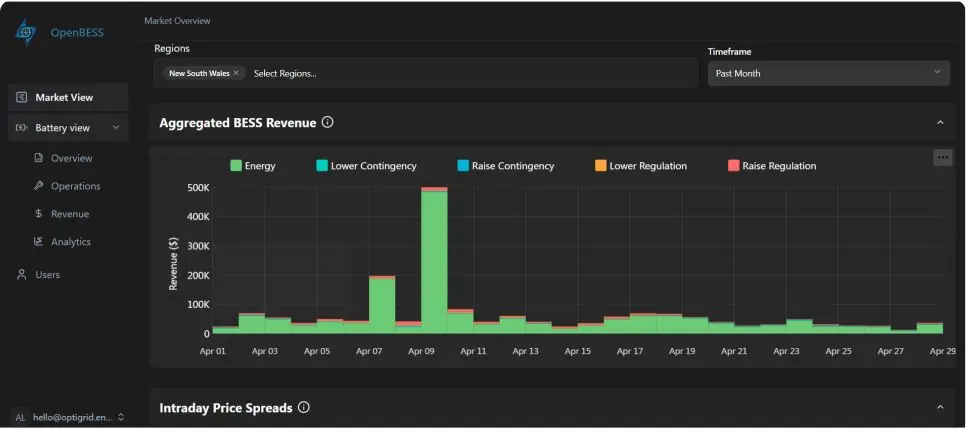 Market Overview
OpenBESS
Regions
Timeframe
New South Wales × Select Regions...
Past Month
Market View
Battery view
Overview
Operations
Revenue
Analytics
Users
AL hello@optigrid.en...
Aggregated BESS Revenue
Energy Lower Contingency Raise Contingency Lower Regulation Raise Regulation
Revenue ($)
500K
400K
300K
200K
100K
0
Apr 01 Apr 03 Apr 05 Apr 07 Apr 09 Apr 11 Apr 13 Apr 15 Apr 17 Apr 19 Apr 21 Apr 23 Apr 25 Apr 27 Apr 29
Intraday Price Spreads